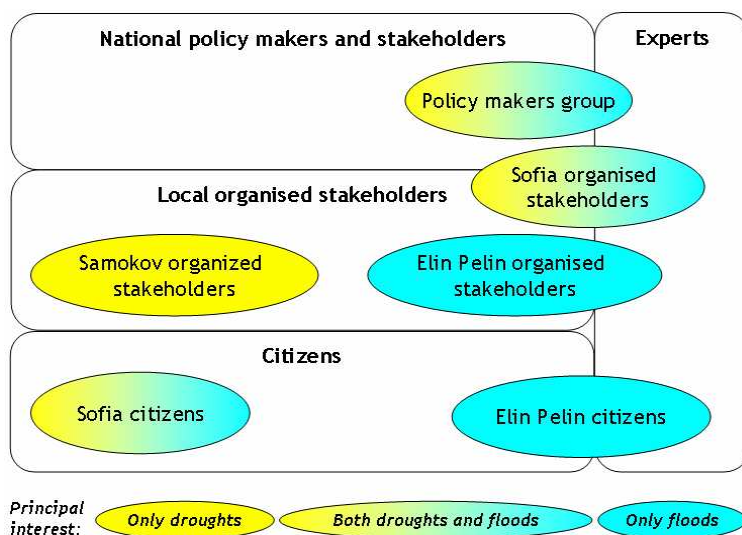 National policy makers and stakeholders
Experts
Policy makers group
Sofia organised
stakeholders
Local organised stakeholders
Samokov organized
stakeholders
Elin Pelin organised
stakeholders
Citizens
Sofia citizens
Elin Pelin citizens
Principal
interest:
Only droughts
Both droughts and floods
Only floods